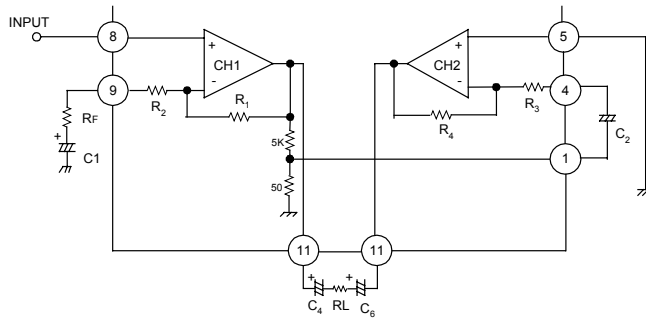 INPUT
8
+
CH1
-
9
R2
R1
RF
+
C1
5K
50
+
CH2
-
5
4
R3
R4
C2
1
11
11
+
+
C4
RL
C6